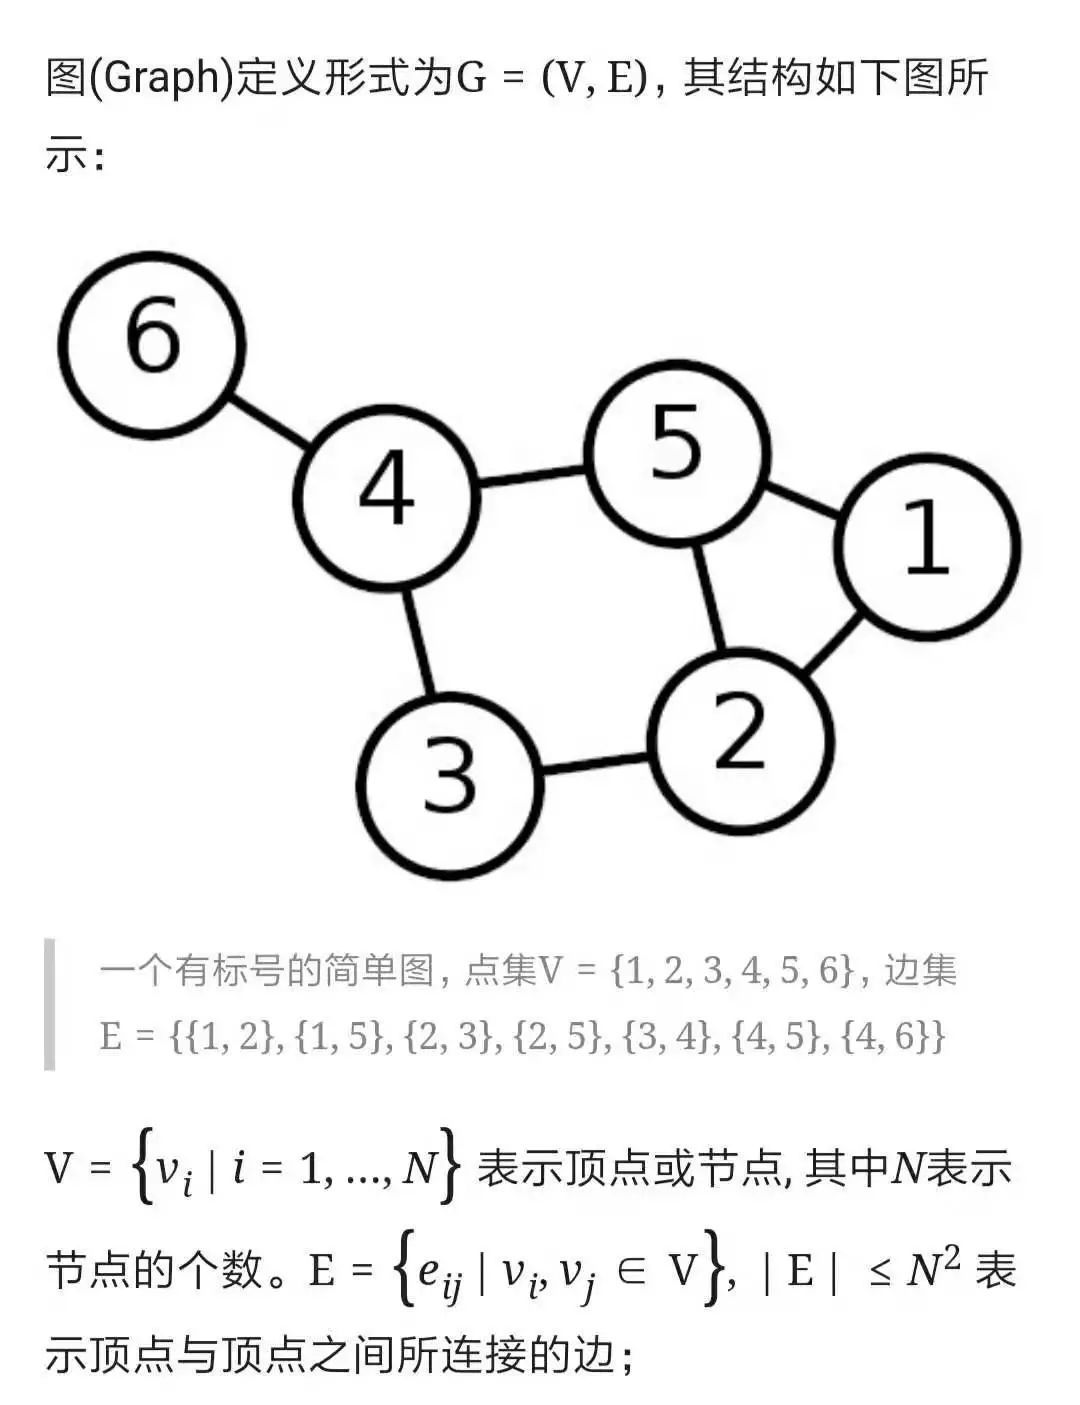 图(Graph)定义形式为G = (V, E)，其结构如下图所
示：
6
4
5
1
3
2
一个有标号的简单图，点集V = {1, 2, 3, 4, 5, 6}，边集
E = {{1, 2}, {1, 5}, {2, 3}, {2, 5}, {3, 4}, {4, 5}, {4, 6}}
V = {v_i | i = 1, ..., N} 表示顶点或节点, 其中N表示
节点的个数。E = {e_ij | v_i, v_j ∈ V}, | E | ≤ N² 表
示顶点与顶点之间所连接的边；